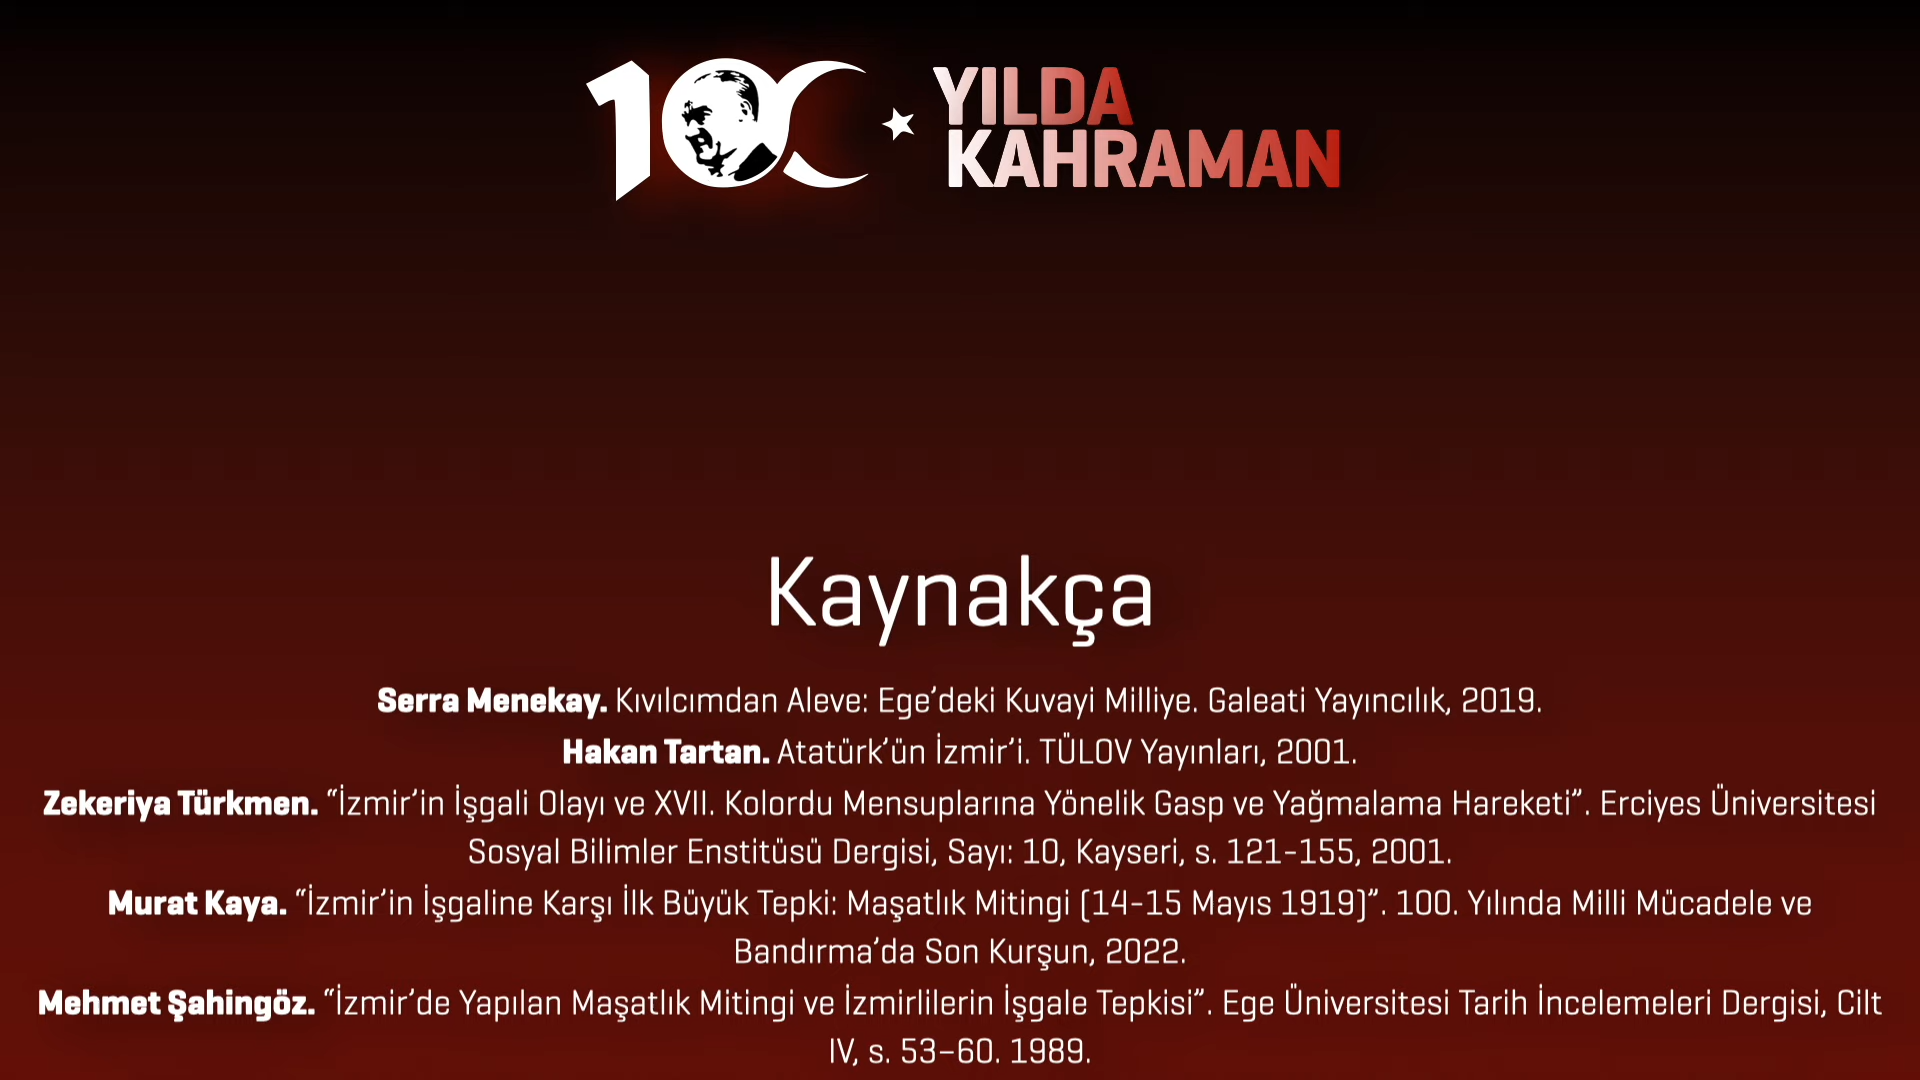 100 YILDA
KAHRAMAN
Kaynakça
Serra Menekay. Kıvılcımdan Aleve: Ege’deki Kuvayi Milliye. Galeati Yayıncılık, 2019.
Hakan Tartan. Atatürk’ün İzmir’i. TÜLOV Yayınları, 2001.
Zekeriya Türkmen. “İzmir’in İşgali Olayı ve XVII. Kolordu Mensuplarına Yönelik Gasp ve Yağmalama Hareketi”. Erciyes Üniversitesi
Sosyal Bilimler Enstitüsü Dergisi, Sayı: 10, Kayseri, s. 121-155, 2001.
Murat Kaya. “İzmir’in İşgaline Karşı İlk Büyük Tepki: Maşatlık Mitingi (14-15 Mayıs 1919)”. 100. Yılında Milli Mücadele ve
Bandırma’da Son Kurşun, 2022.
Mehmet Şahingöz. “İzmir’de Yapılan Maşatlık Mitingi ve İzmirlilerin İşgale Tepkisi”. Ege Üniversitesi Tarih İncelemeleri Dergisi, Cilt
IV, s. 53–60. 1989.